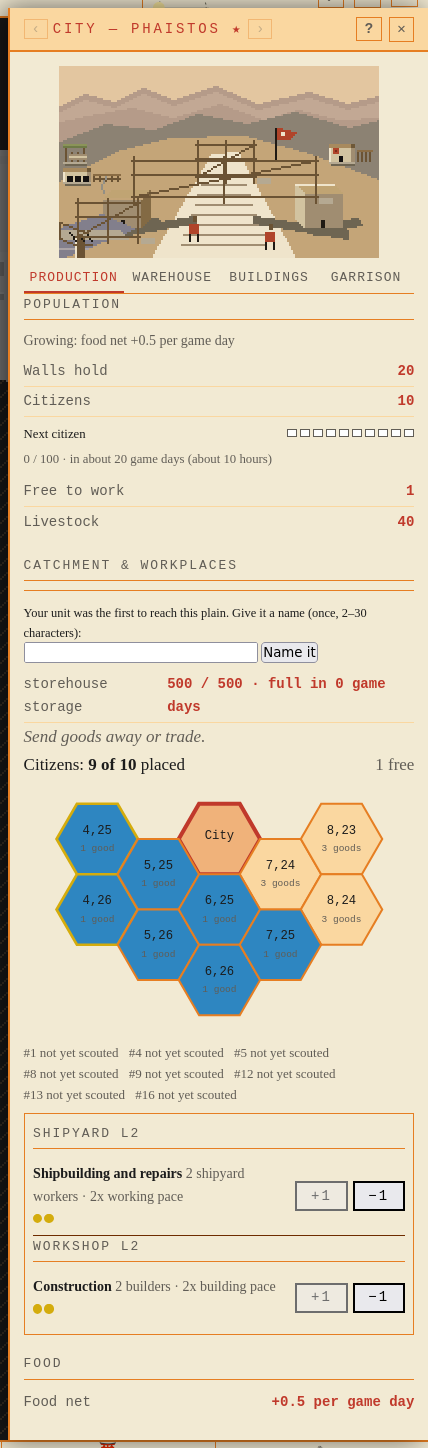 ‹ CITY — PHAISTOS ★ › ? ×
PRODUCTION WAREHOUSE BUILDINGS GARRISON
POPULATION
Growing: food net +0.5 per game day
Walls hold 20
Citizens 10
Next citizen
0 / 100 · in about 20 game days (about 10 hours)
Free to work 1
Livestock 40
CATCHMENT & WORKPLACES
Your unit was the first to reach this plain. Give it a name (once, 2–30
characters):
Name it
storehouse 500 / 500 · full in 0 game
storage days
Send goods away or trade.
Citizens: 9 of 10 placed 1 free
4,25
1 good
City
8,23
3 goods
5,25
1 good
7,24
3 goods
4,26
1 good
6,25
1 good
8,24
3 goods
5,26
1 good
7,25
1 good
6,26
1 good
#1 not yet scouted #4 not yet scouted #5 not yet scouted
#8 not yet scouted #9 not yet scouted #12 not yet scouted
#13 not yet scouted #16 not yet scouted
SHIPYARD L2
Shipbuilding and repairs 2 shipyard
workers · 2x working pace
+1 −1
WORKSHOP L2
Construction 2 builders · 2x building pace
+1 −1
FOOD
Food net +0.5 per game day